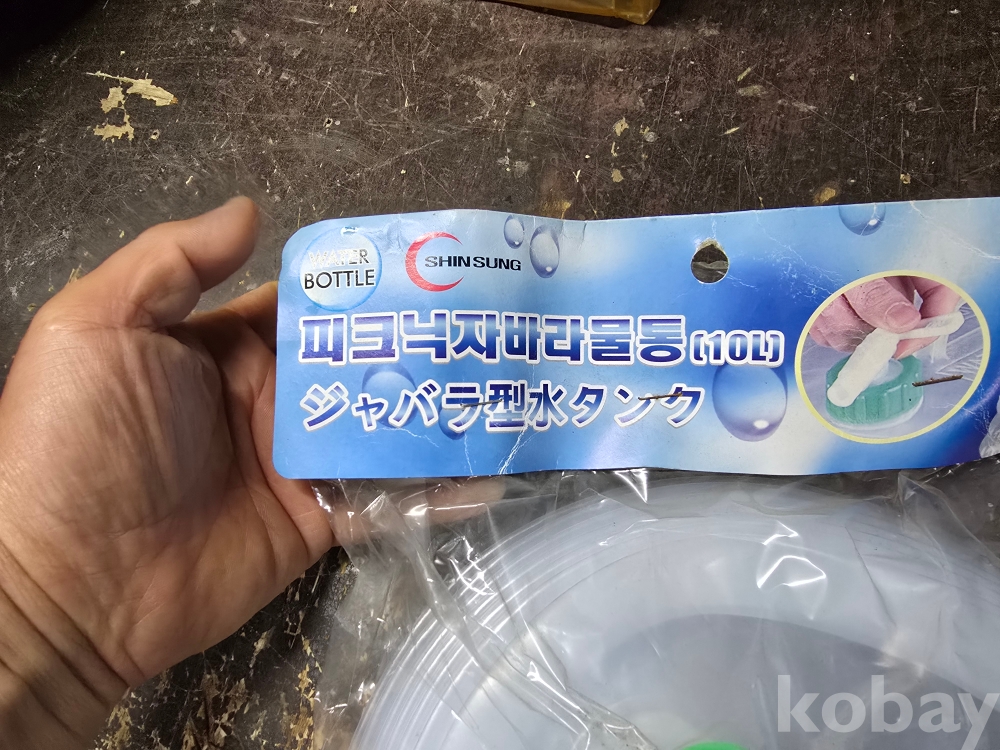 WATER
BOTTLE
SHIN SUNG
피크닉자바라물통(10L)
ジャバラ型水タンク
kobay